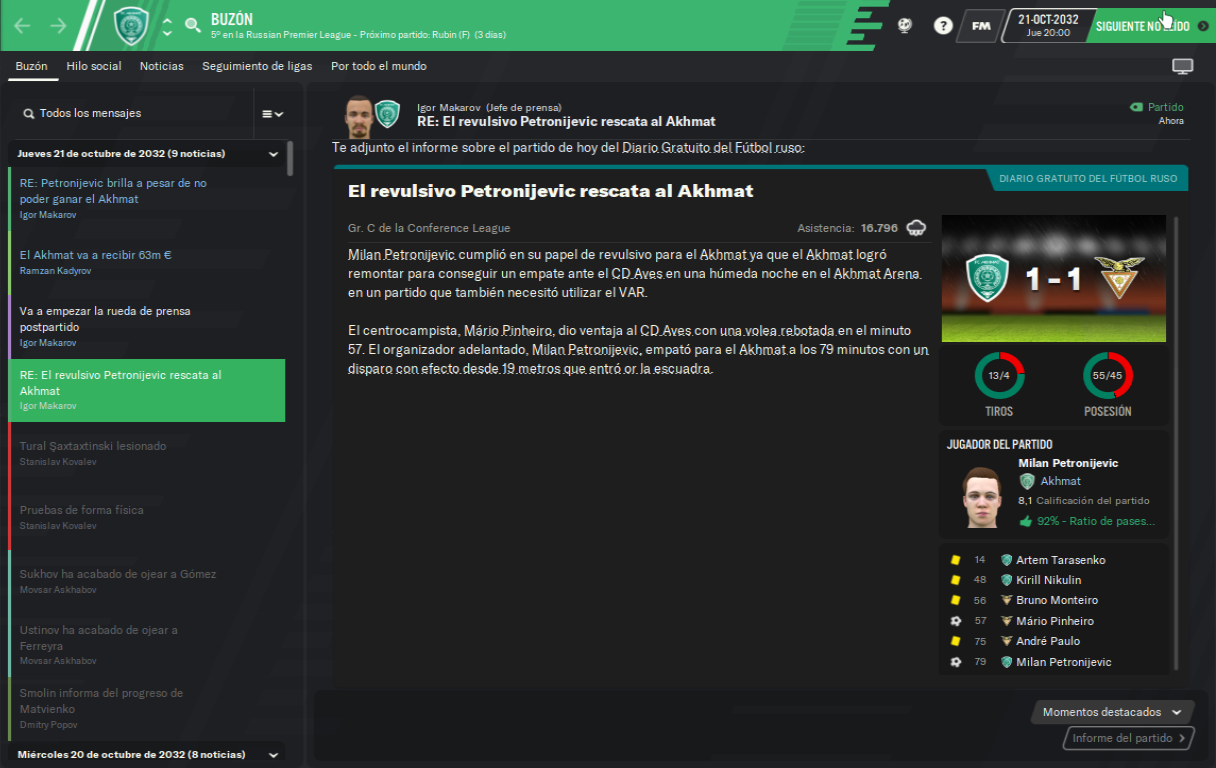 BUZÓN
5º en la Russian Premier League - Próximo partido: Rubin (F) (3 días)
FM
21-OCT-2032
Jue 20:00
SIGUIENTE NO LEÍDO
Buzón
Hilo social
Noticias
Seguimiento de ligas
Por todo el mundo
Todos los mensajes
Jueves 21 de octubre de 2032 (9 noticias)
RE: Petronijevic brilla a pesar de no
poder ganar el Akhmat
Igor Makarov
El Akhmat va a recibir 63m €
Ramzan Kadyrov
Va a empezar la rueda de prensa
postpartido
Igor Makarov
RE: El revulsivo Petronijevic rescata al
Akhmat
Igor Makarov
Tural Şaxtaxtinski lesionado
Stanislav Kovalev
Pruebas de forma física
Stanislav Kovalev
Sukhov ha acabado de ojear a Gómez
Movsar Askhabov
Ustinov ha acabado de ojear a
Ferreyra
Movsar Askhabov
Smolin informa del progreso de
Matvienko
Dmitry Popov
Miércoles 20 de octubre de 2032 (8 noticias)
Igor Makarov (Jefe de prensa)
RE: El revulsivo Petronijevic rescata al Akhmat
Partido
Ahora
Te adjunto el informe sobre el partido de hoy del Diario Gratuito del Fútbol ruso:
DIARIO GRATUITO DEL FÚTBOL RUSO
El revulsivo Petronijevic rescata al Akhmat
Gr. C de la Conference League
Asistencia: 16.796
Milan Petronijevic cumplió en su papel de revulsivo para el Akhmat ya que el Akhmat logró
remontar para conseguir un empate ante el CD Aves en una húmeda noche en el Akhmat Arena
en un partido que también necesitó utilizar el VAR.
El centrocampista, Mário Pinheiro, dio ventaja al CD Aves con una volea rebotada en el minuto
57. El organizador adelantado, Milan Petronijevic, empató para el Akhmat a los 79 minutos con un
disparo con efecto desde 19 metros que entró or la escuadra.
1 - 1
13/4
TIROS
55/45
POSESIÓN
JUGADOR DEL PARTIDO
Milan Petronijevic
Akhmat
8,1 Calificación del partido
92% - Ratio de pases...
14 Artem Tarasenko
48 Kirill Nikulin
56 Bruno Monteiro
57 Mário Pinheiro
75 André Paulo
79 Milan Petronijevic
Momentos destacados
Informe del partido